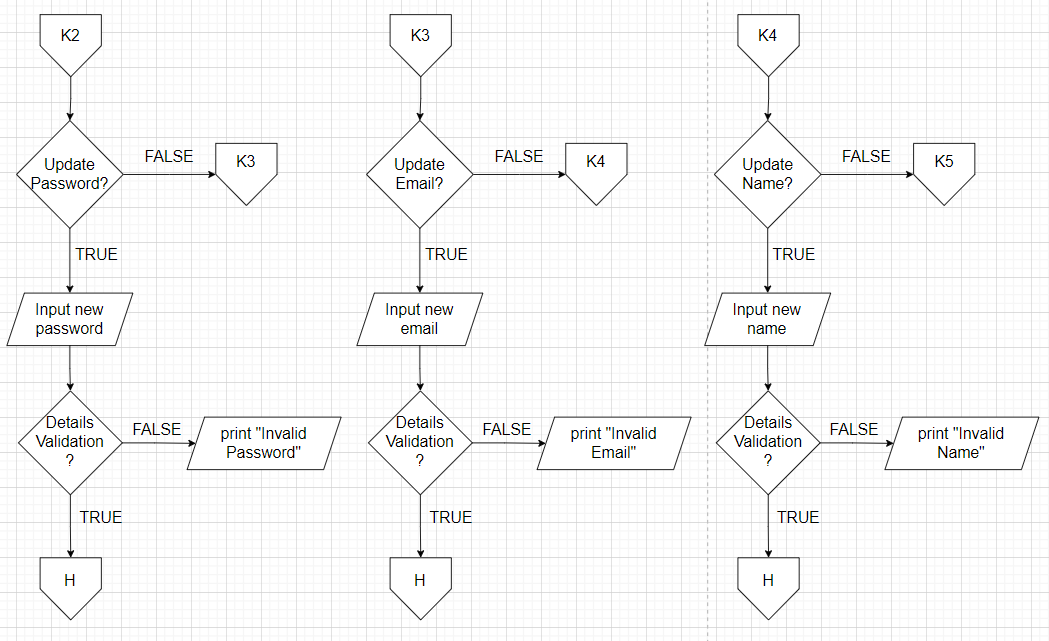 K2
Update
Password?
FALSE
K3
TRUE
Input new
password
Details
Validation
?
FALSE
print "Invalid
Password"
TRUE
H
K3
Update
Email?
FALSE
K4
TRUE
Input new
email
Details
Validation
?
FALSE
print "Invalid
Email"
TRUE
H
K4
Update
Name?
FALSE
K5
TRUE
Input new
name
Details
Validation
?
FALSE
print "Invalid
Name"
TRUE
H